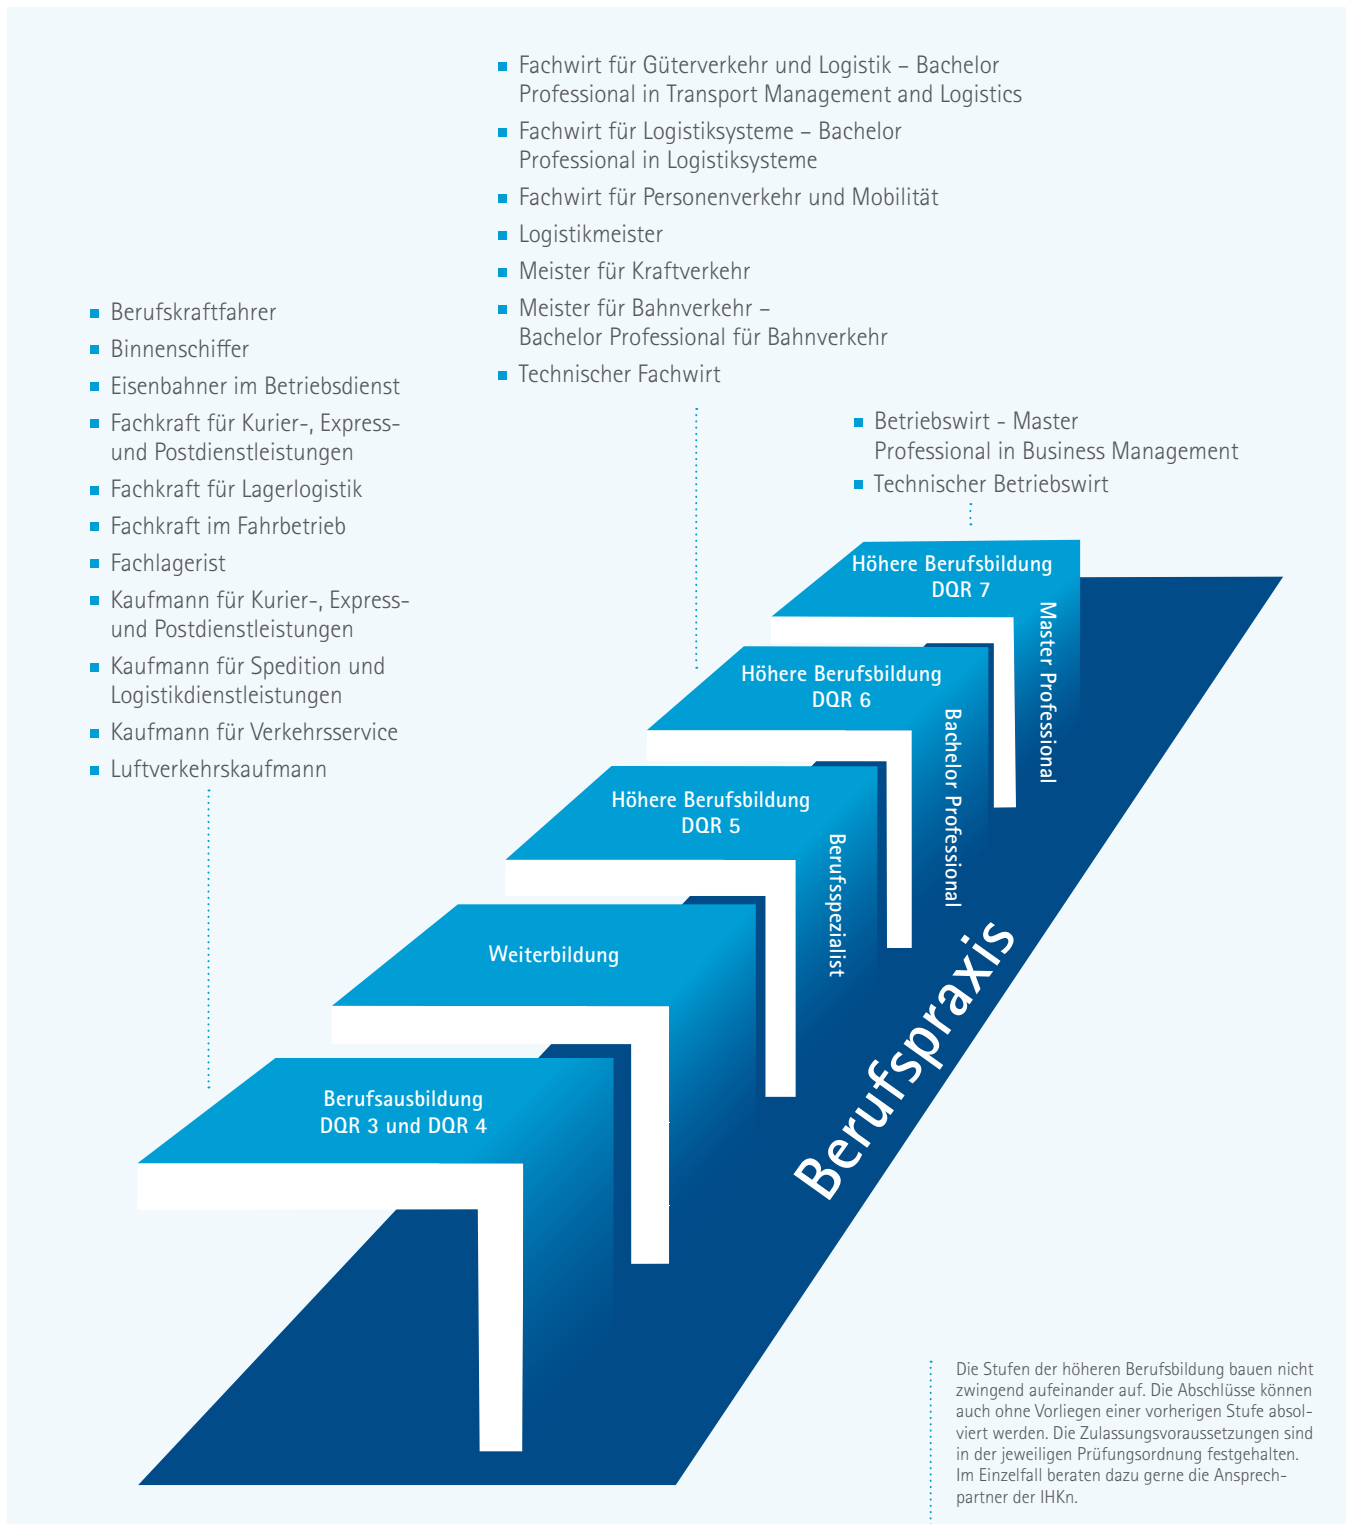 Fachwirt für Güterverkehr und Logistik – Bachelor
Professional in Transport Management and Logistics
Fachwirt für Logistiksysteme – Bachelor
Professional in Logistiksysteme
Fachwirt für Personenverkehr und Mobilität
Logistikmeister
Meister für Kraftverkehr
Meister für Bahnverkehr –
Bachelor Professional für Bahnverkehr
Technischer Fachwirt
Berufskraftfahrer
Binnenschiffer
Eisenbahner im Betriebsdienst
Fachkraft für Kurier-, Express-
und Postdienstleistungen
Fachkraft für Lagerlogistik
Fachkraft im Fahrbetrieb
Fachlagerist
Kaufmann für Kurier-, Express-
und Postdienstleistungen
Kaufmann für Spedition und
Logistikdienstleistungen
Kaufmann für Verkehrsservice
Luftverkehrskaufmann
Betriebswirt - Master
Professional in Business Management
Technischer Betriebswirt
Höhere Berufsbildung
DQR 7
Master Professional
Höhere Berufsbildung
DQR 6
Bachelor Professional
Höhere Berufsbildung
DQR 5
Berufsspezialist
Weiterbildung
Berufsausbildung
DQR 3 und DQR 4
Berufspraxis
Die Stufen der höheren Berufsbildung bauen nicht
zwingend aufeinander auf. Die Abschlüsse können
auch ohne Vorliegen einer vorherigen Stufe absol-
viert werden. Die Zulassungsvoraussetzungen sind
in der jeweiligen Prüfungsordnung festgehalten.
Im Einzelfall beraten dazu gerne die Ansprech-
partner der IHKn.